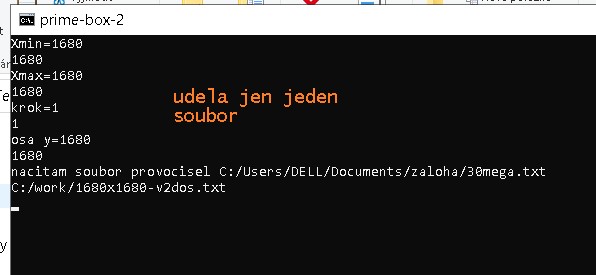 prime-box-2
Xmin=1680
1680
Xmax=1680
1680
krok=1
1
osa y=1680
1680
nacitam soubor provocisel C:/Users/DELL/Documents/zaloha/30mega.txt
C:/work/1680x1680-v2dos.txt
udela jen jeden
soubor